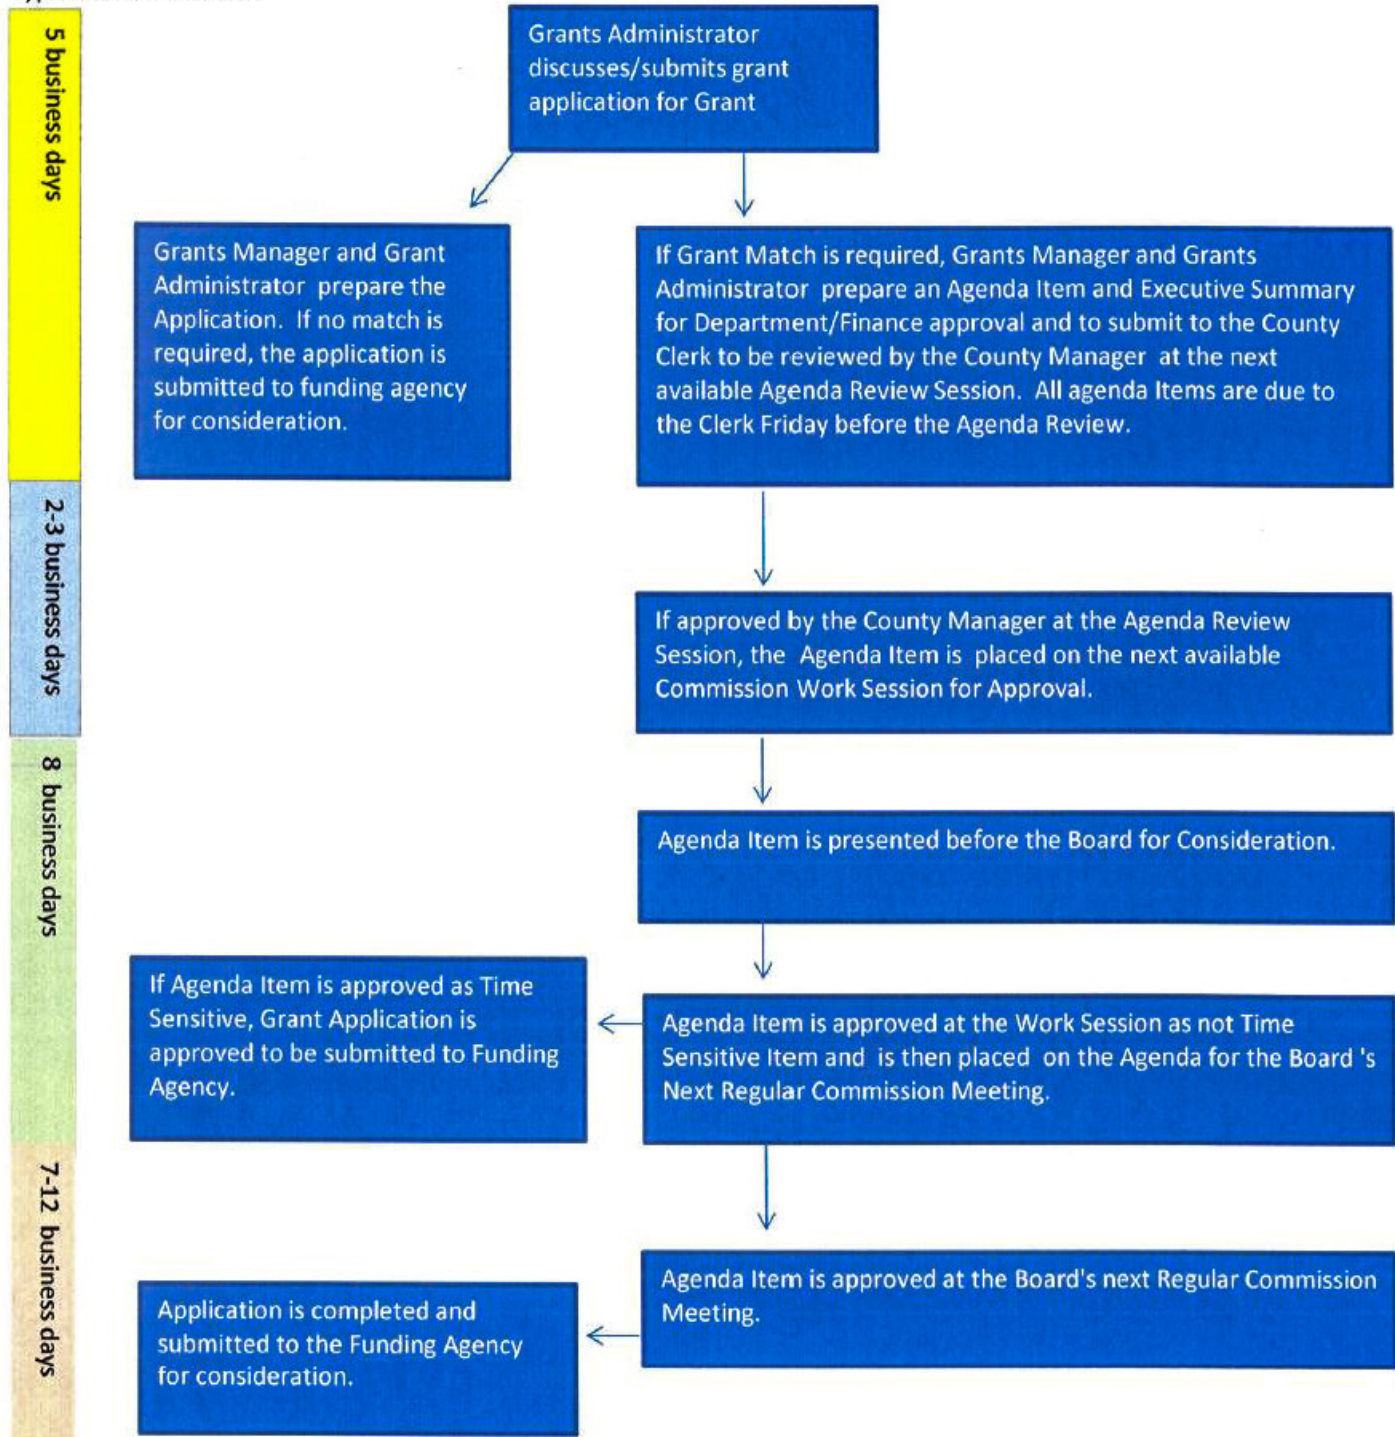 5 business days
Grants Administrator
discusses/submits grant
application for Grant
Grants Manager and Grant
Administrator prepare the
Application. If no match is
required, the application is
submitted to funding agency
for consideration.
If Grant Match is required, Grants Manager and Grants
Administrator prepare an Agenda Item and Executive Summary
for Department/Finance approval and to submit to the County
Clerk to be reviewed by the County Manager at the next
available Agenda Review Session. All agenda Items are due to
the Clerk Friday before the Agenda Review.
2-3 business days
If approved by the County Manager at the Agenda Review
Session, the Agenda Item is placed on the next available
Commission Work Session for Approval.
8 business days
Agenda Item is presented before the Board for Consideration.
If Agenda Item is approved as Time
Sensitive, Grant Application is
approved to be submitted to Funding
Agency.
Agenda Item is approved at the Work Session as not Time
Sensitive Item and is then placed on the Agenda for the Board 's
Next Regular Commission Meeting.
7-12 business days
Agenda Item is approved at the Board's next Regular Commission
Meeting.
Application is completed and
submitted to the Funding Agency
for consideration.